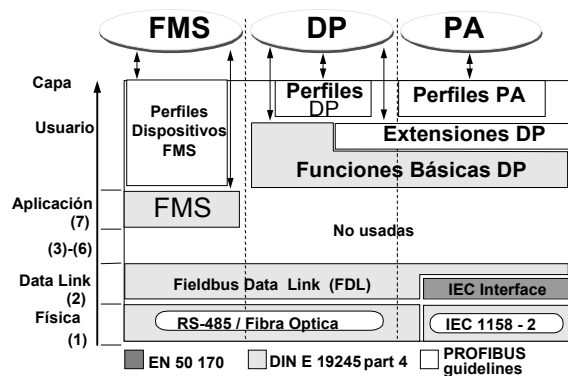 FMS DP PA
Capa
Perfiles
Dispositivos
FMS
Perfiles
DP
Perfiles PA
Usuario
Extensiones DP
Funciones Básicas DP
Aplicación
(7)
FMS
No usadas
(3)-(6)
Data Link
(2)
Fieldbus Data Link (FDL)
IEC Interface
Física
(1)
RS-485 / Fibra Optica
IEC 1158 - 2
EN 50 170
DIN E 19245 part 4
PROFIBUS
guidelines